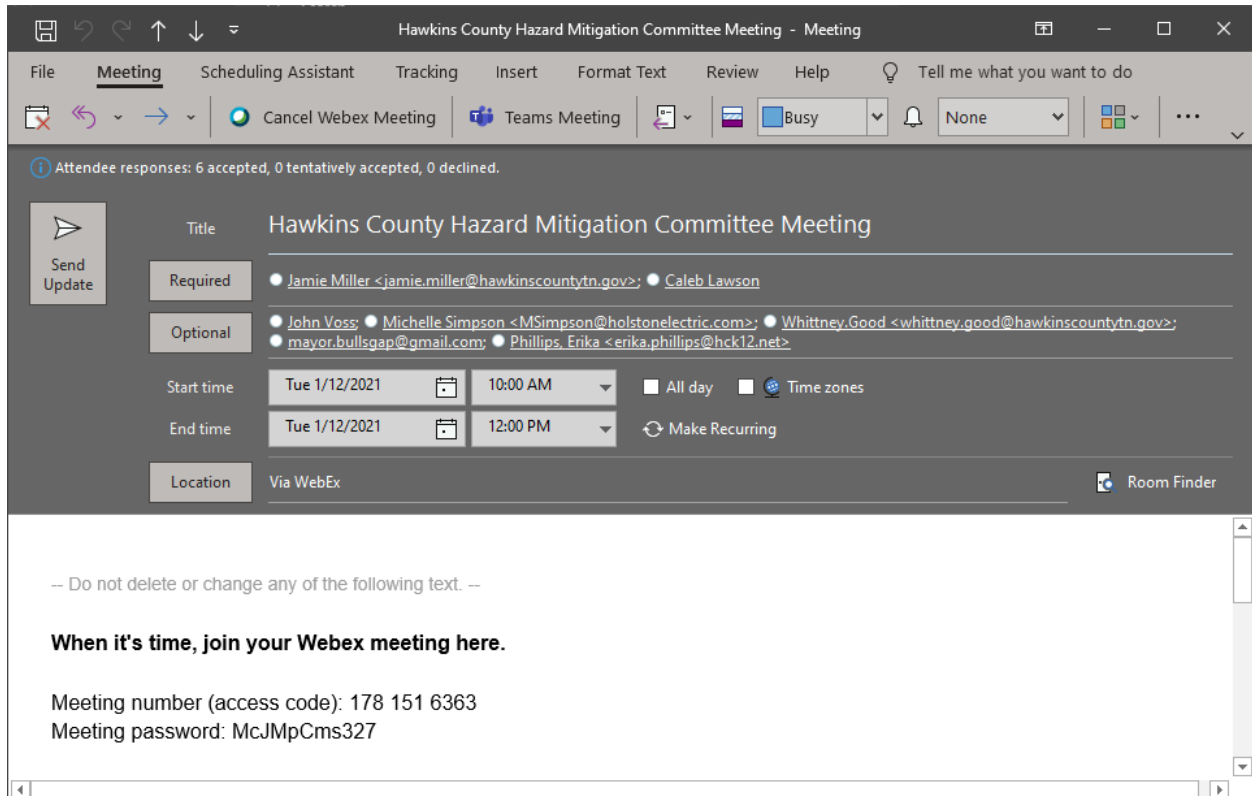 Hawkins County Hazard Mitigation Committee Meeting - Meeting
File Meeting Scheduling Assistant Tracking Insert Format Text Review Help Tell me what you want to do
Cancel Webex Meeting Teams Meeting Busy None
Attendee responses: 6 accepted, 0 tentatively accepted, 0 declined.
Send Update
Title Hawkins County Hazard Mitigation Committee Meeting
Required Jamie Miller <jamie.miller@hawkinscountytn.gov>; Caleb Lawson
Optional John Voss; Michelle Simpson <MSimpson@holstonelectric.com>; Whittney.Good <whittney.good@hawkinscountytn.gov>;
mayor.bullsgap@gmail.com; Phillips, Erika <erika.phillips@hck12.net>
Start time Tue 1/12/2021 10:00 AM All day Time zones
End time Tue 1/12/2021 12:00 PM Make Recurring
Location Via WebEx Room Finder
-- Do not delete or change any of the following text. --
When it's time, join your Webex meeting here.
Meeting number (access code): 178 151 6363
Meeting password: McJMpCms327